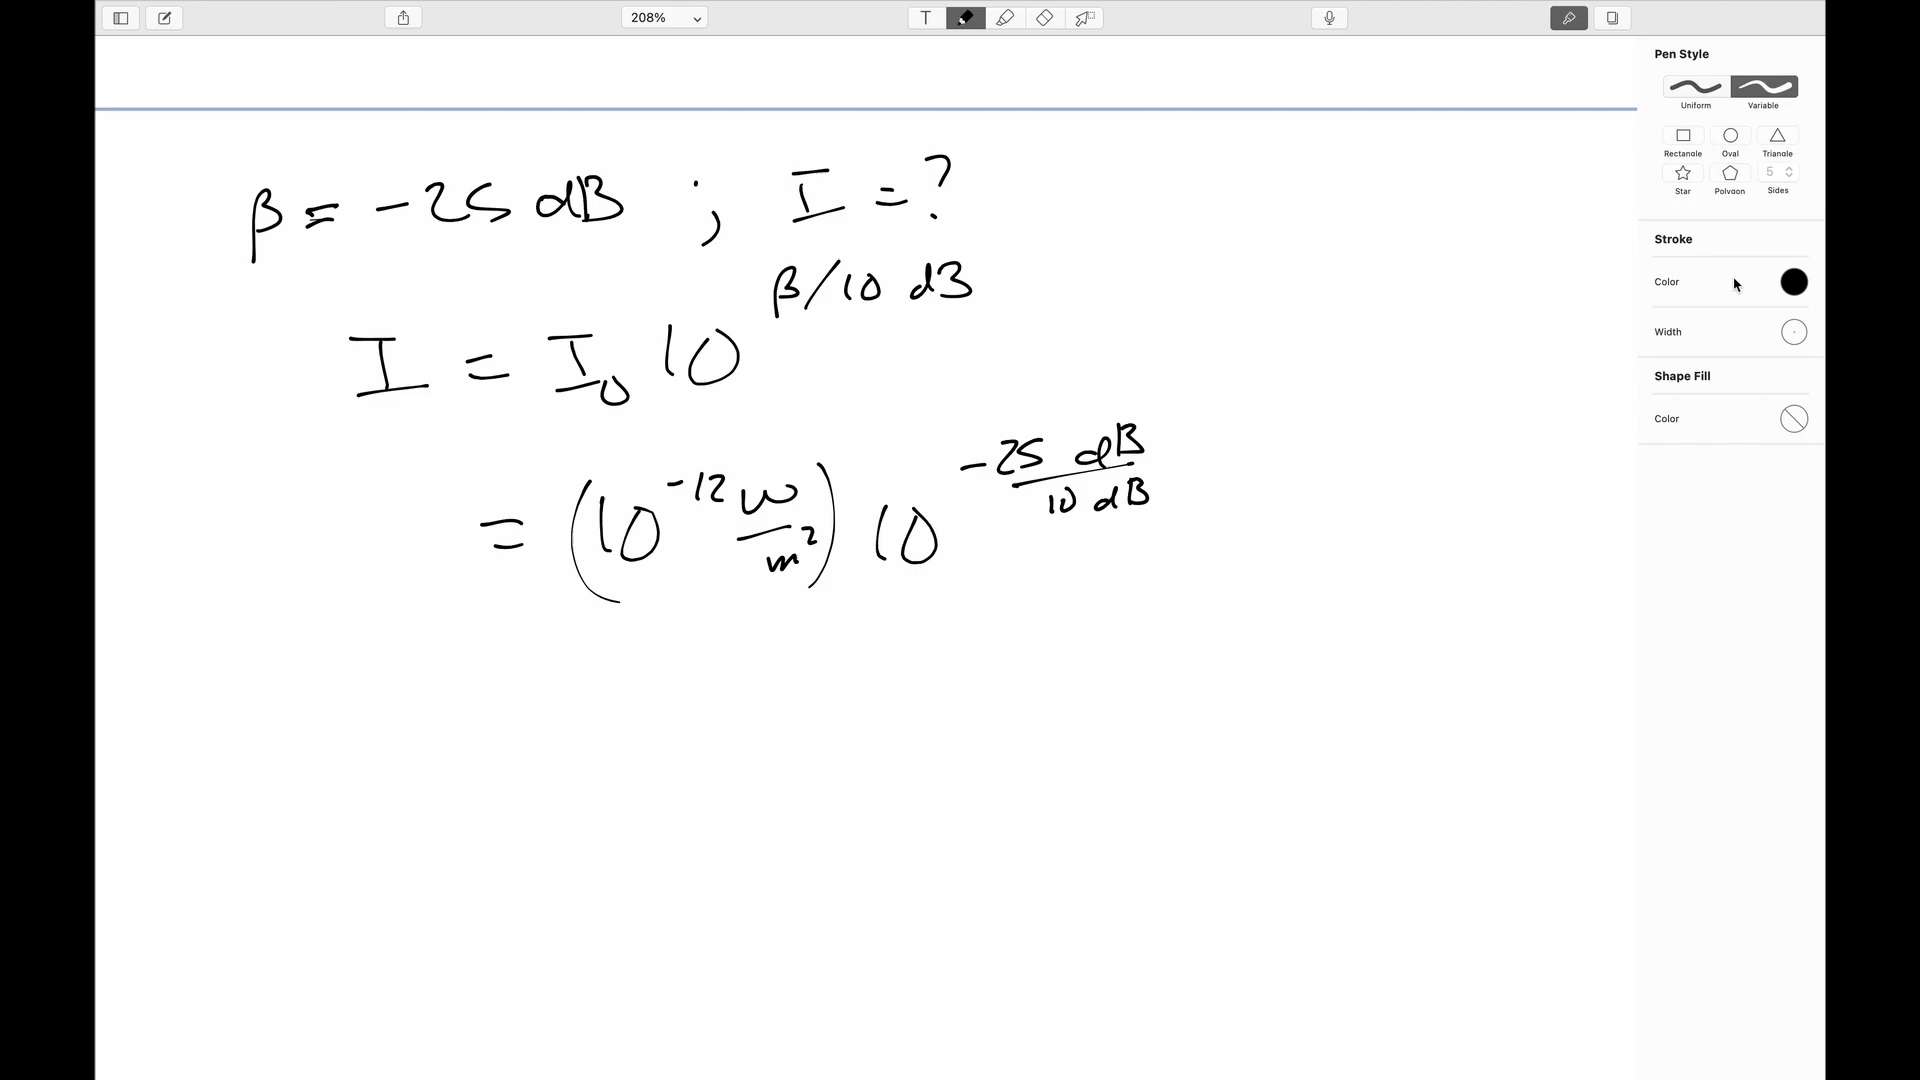 208%
T
Pen Style
Uniform Variable
Rectangle Oval Triangle
5
Star Polygon Sides
Stroke
Color
Width
Shape Fill
Color
β = -25 dB ; I = ?
I = I₀ 10^(β/10 dB)
= (10^(-12) W/m²) 10^(-25 dB/10 dB)